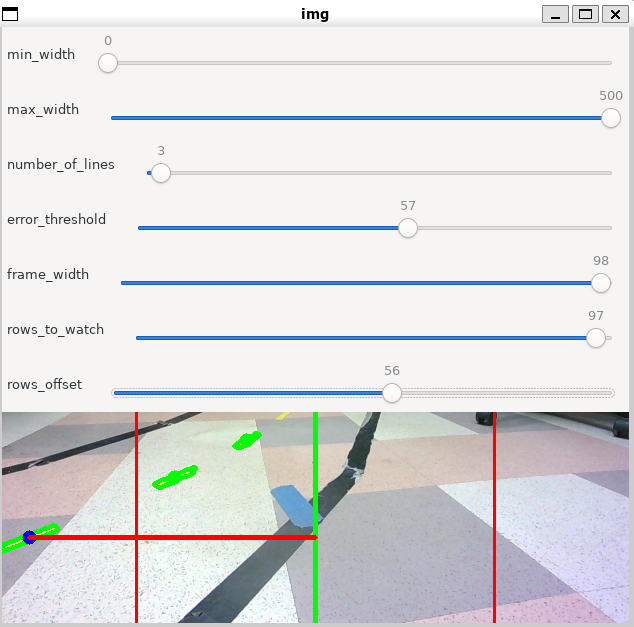 img
0
min_width
500
max_width
3
number_of_lines
57
error_threshold
98
frame_width
97
rows_to_watch
56
rows_offset